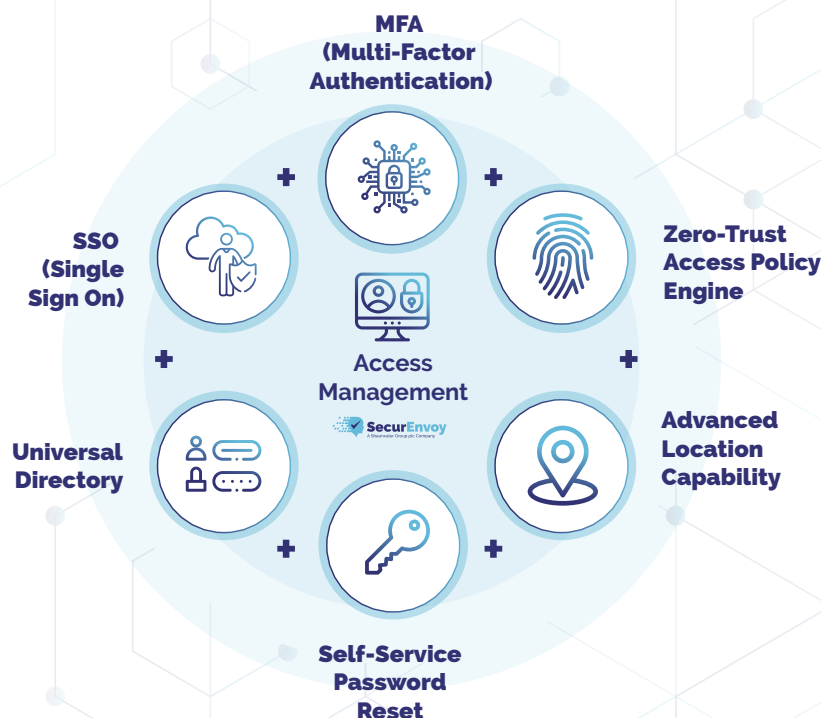 MFA
(Multi-Factor
Authentication)
SSO
(Single
Sign On)
Zero-Trust
Access Policy
Engine
Access
Management
SecurEnvoy
A Shearwater Group plc Company
Universal
Directory
Advanced
Location
Capability
Self-Service
Password
Reset